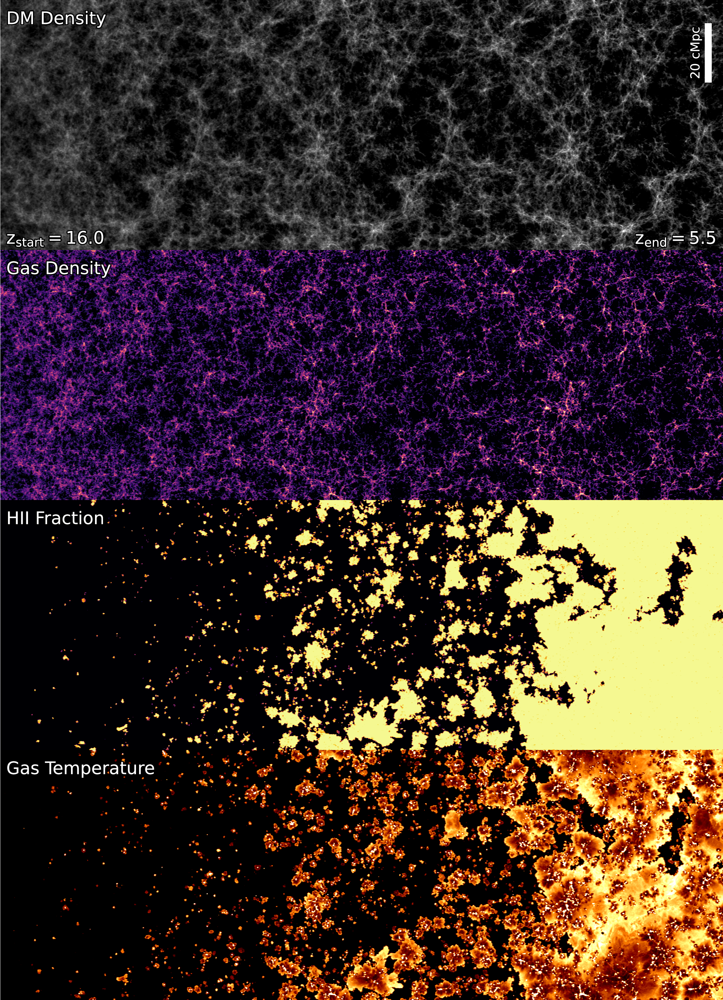 DM Density
20 cMpc
z_start = 16.0
z_end = 5.5
Gas Density
HII Fraction
Gas Temperature